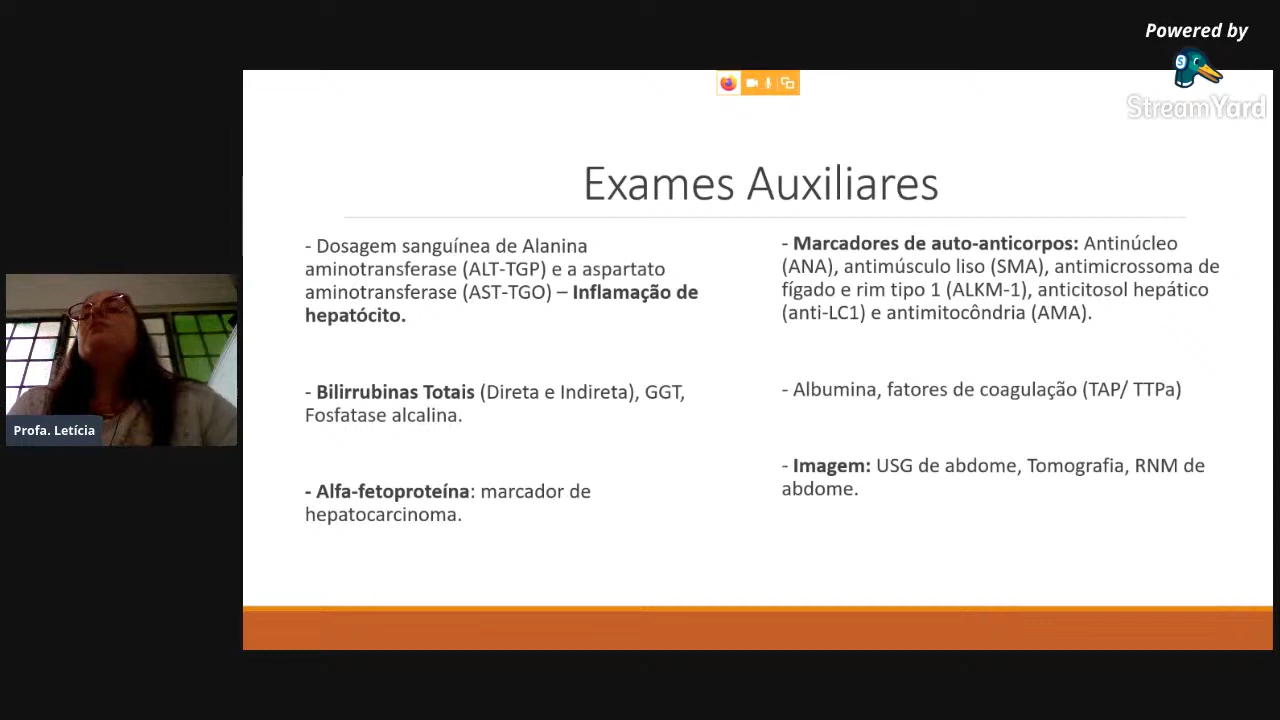 Powered by
StreamYard
Exames Auxiliares
- Dosagem sanguínea de Alanina
aminotransferase (ALT-TGP) e a aspartato
aminotransferase (AST-TGO) – Inflamação de
hepatócito.
- Bilirrubinas Totais (Direta e Indireta), GGT,
Fosfatase alcalina.
- Alfa-fetoproteína: marcador de
hepatocarcinoma.
- Marcadores de auto-anticorpos: Antinúcleo
(ANA), antimúsculo liso (SMA), antimicrossoma de
fígado e rim tipo 1 (ALKM-1), anticitosol hepático
(anti-LC1) e antimitocôndria (AMA).
- Albumina, fatores de coagulação (TAP/ TTPa)
- Imagem: USG de abdome, Tomografia, RNM de
abdome.
Profa. Letícia